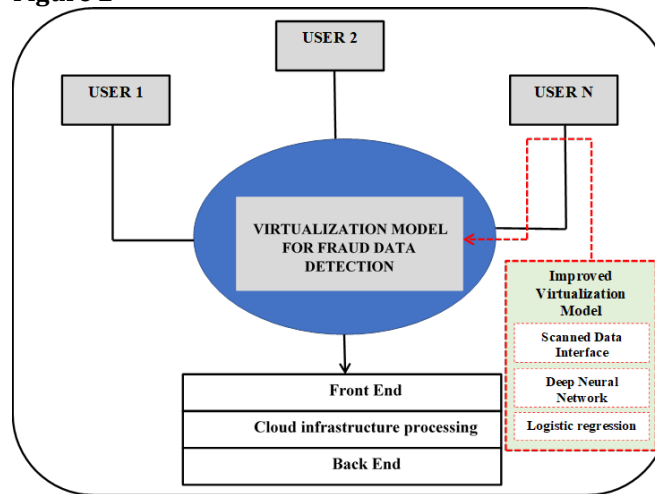 Figure 2
USER 2
USER 1
USER N
VIRTUALIZATION MODEL
FOR FRAUD DATA
DETECTION
Improved
Virtualization
Model
Scanned Data
Interface
Deep Neural
Network
Logistic regression
Front End
Cloud infrastructure processing
Back End